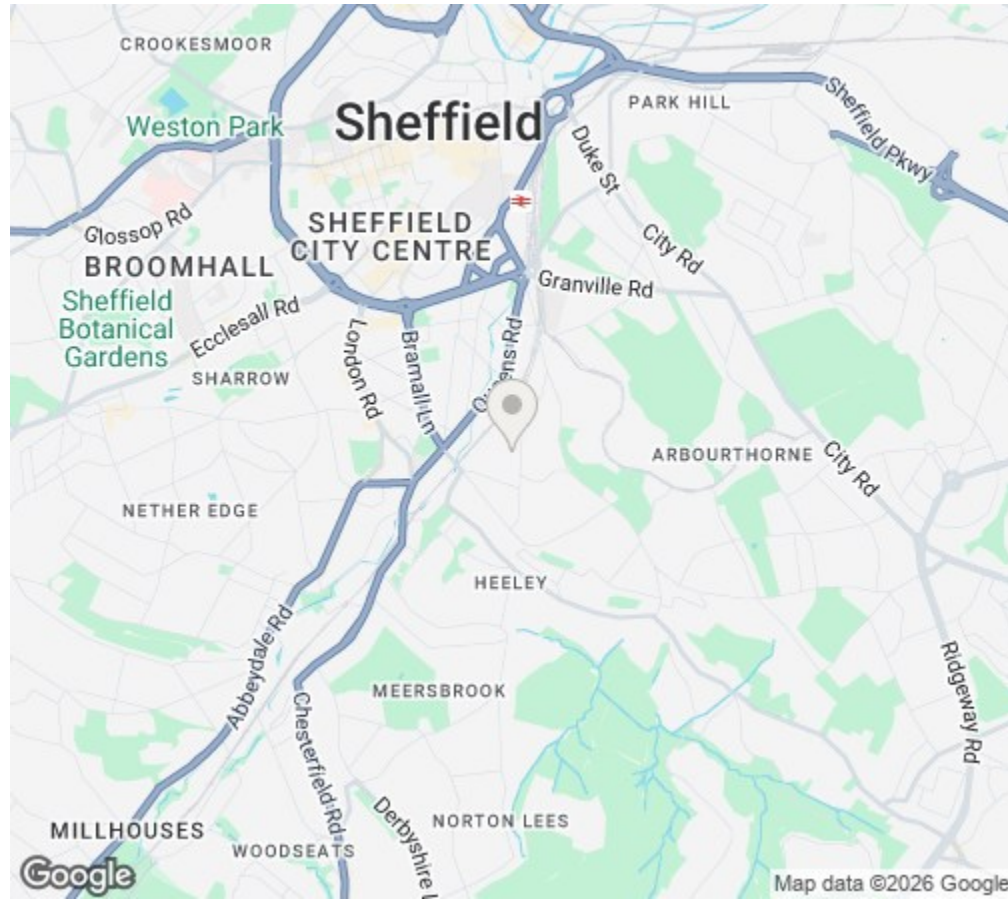 CROOKESMOOR
Sheffield
PARK HILL
Sheffield Pkwy
Weston Park
Duke St
Glossop Rd
SHEFFIELD
CITY CENTRE
City Rd
BROOMHALL
Granville Rd
Sheffield
Botanical
Gardens
Ecclesall Rd
London Rd
Bramall Ln
Queens Rd
SHARROW
ARBOURTHORNE
City Rd
NETHER EDGE
HEELEY
Abbeydale Rd
MEERSBROOK
Ridgeway Rd
Chesterfield Rd
MILLHOUSES
Derbyshire L
NORTON LEES
WOODSEATS
Google
Map data ©2026 Google